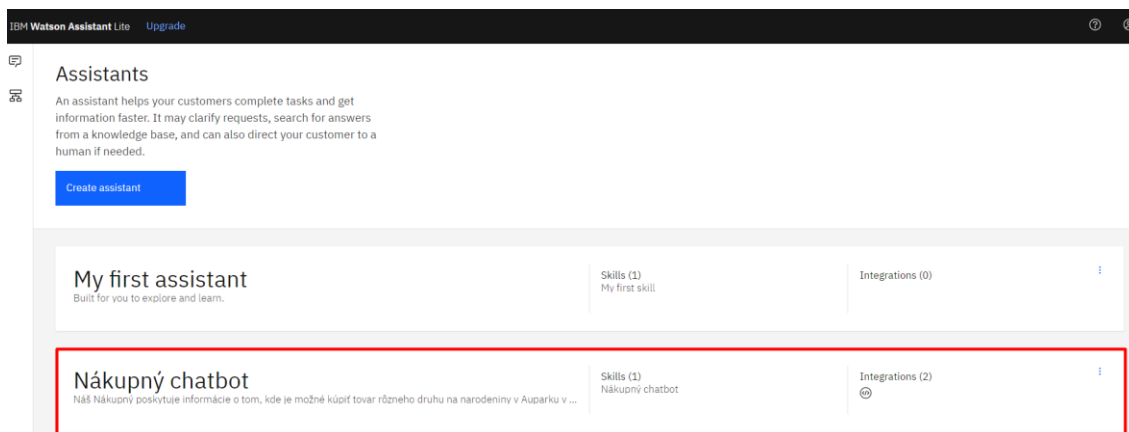 IBM Watson Assistant Lite Upgrade
Assistants
An assistant helps your customers complete tasks and get
information faster. It may clarify requests, search for answers
from a knowledge base, and can also direct your customer to a
human if needed.
Create assistant
My first assistant
Built for you to explore and learn.
Skills (1)
My first skill
Integrations (0)
Nákupný chatbot
Náš Nákupný poskytuje informácie o tom, kde je možné kúpiť tovar rôzneho druhu na narodeniny v Auparku v ...
Skills (1)
Nákupný chatbot
Integrations (2)